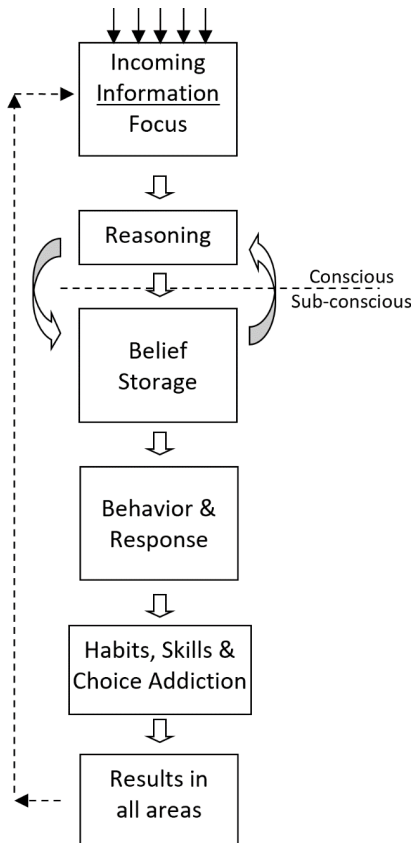 Incoming
Information
Focus
Reasoning
Conscious
Sub-conscious
Belief
Storage
Behavior &
Response
Habits, Skills &
Choice Addiction
Results in
all areas